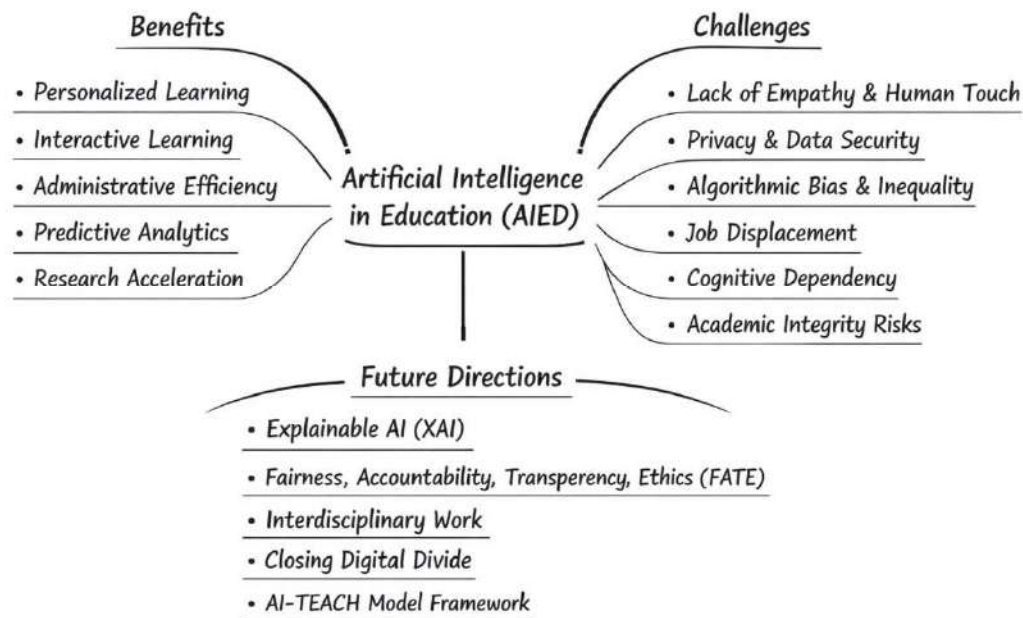 Benefits
• Personalized Learning
• Interactive Learning
• Administrative Efficiency
• Predictive Analytics
• Research Acceleration
Artificial Intelligence
in Education (AIED)
Challenges
• Lack of Empathy & Human Touch
• Privacy & Data Security
• Algorithmic Bias & Inequality
• Job Displacement
• Cognitive Dependency
• Academic Integrity Risks
Future Directions
• Explainable AI (XAI)
• Fairness, Accountability, Transperency, Ethics (FATE)
• Interdisciplinary Work
• Closing Digital Divide
• AI-TEACH Model Framework